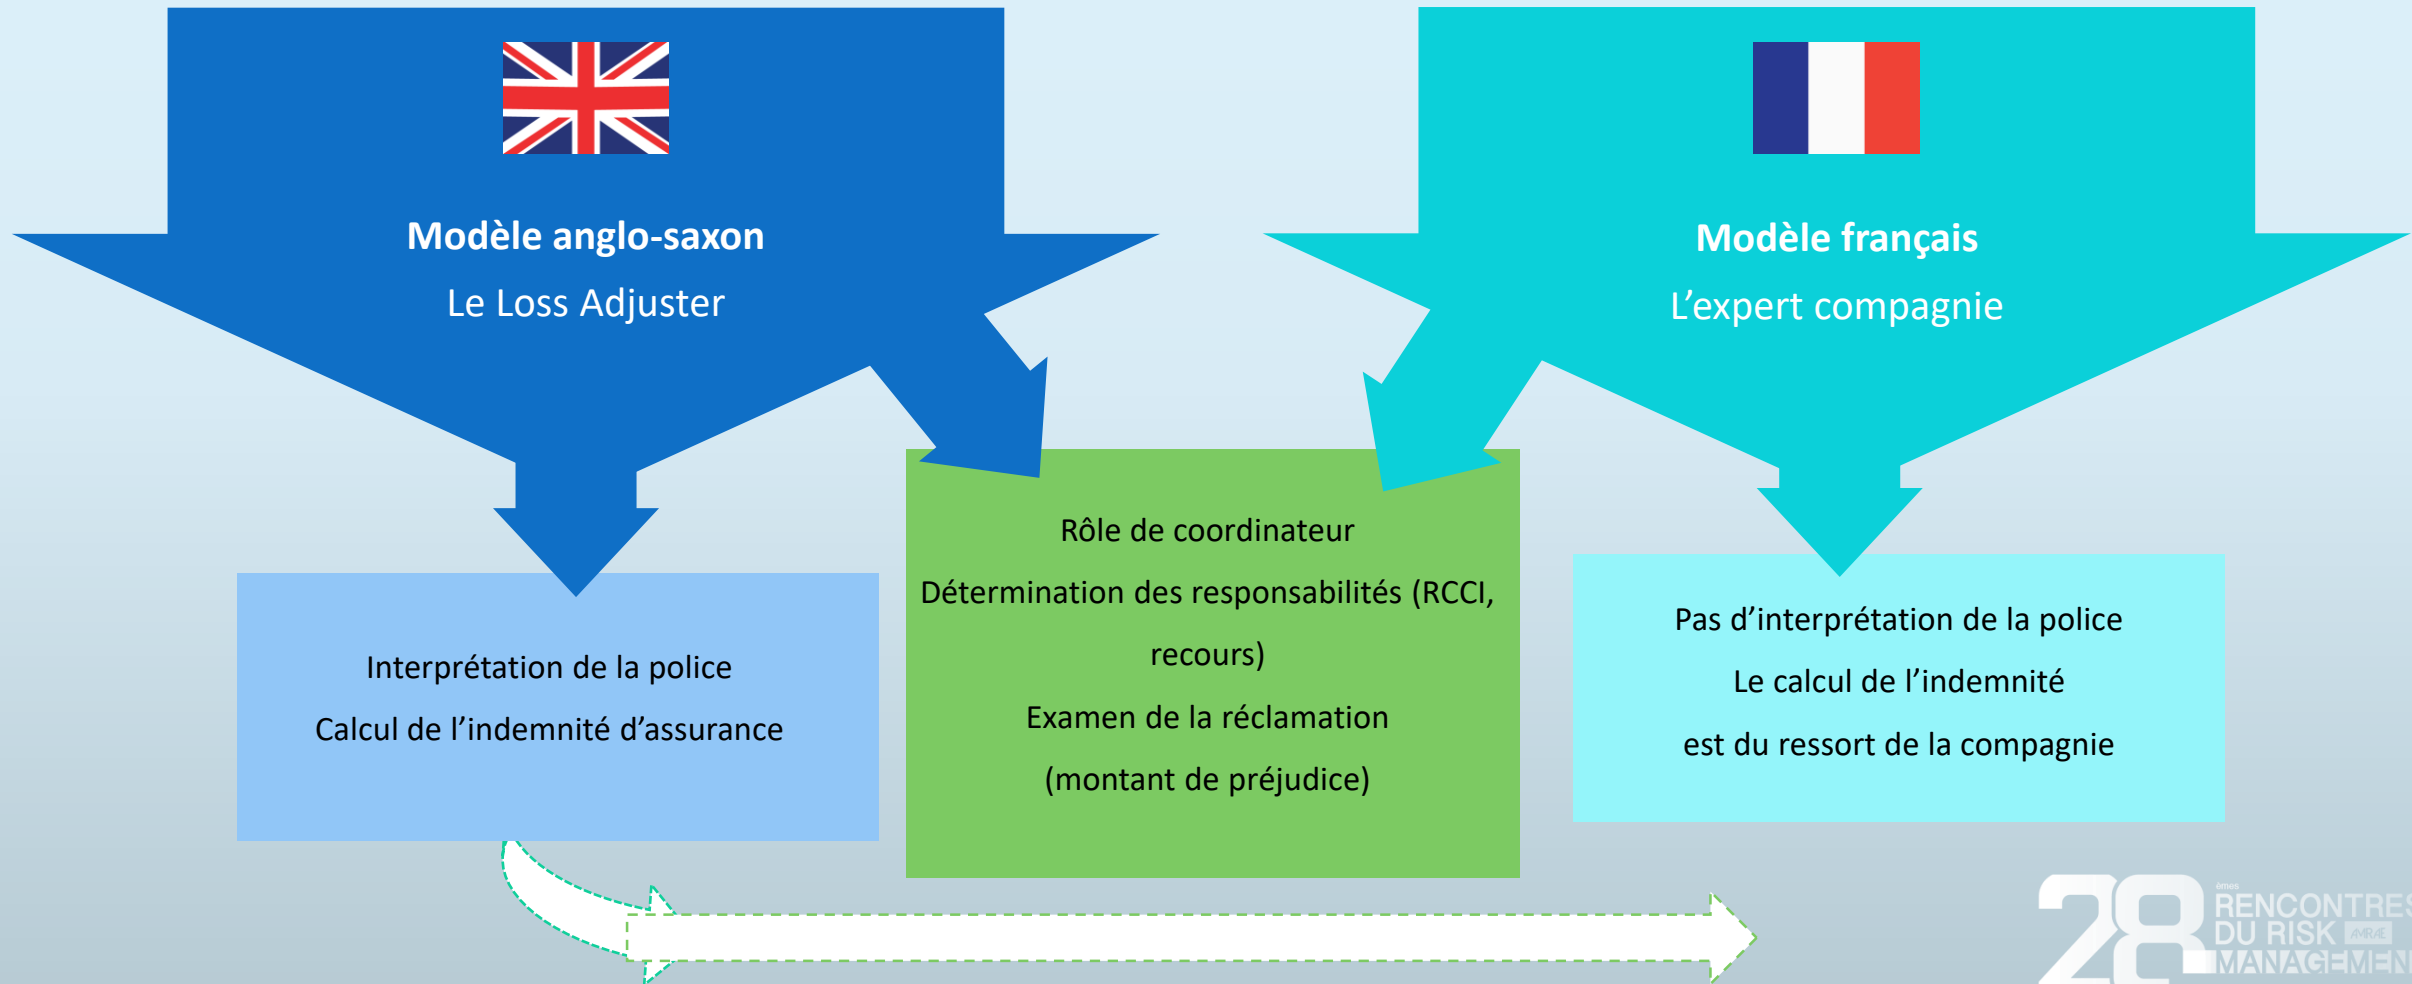 Modèle anglo-saxon
Le Loss Adjuster
Modèle français
L’expert compagnie
Interprétation de la police
Calcul de l’indemnité d’assurance
Rôle de coordinateur
Détermination des responsabilités (RCCI,
recours)
Examen de la réclamation
(montant de préjudice)
Pas d’interprétation de la police
Le calcul de l’indemnité
est du ressort de la compagnie
28 èmes
RENCONTRES
DU RISK AMRAE
MANAGEMENT